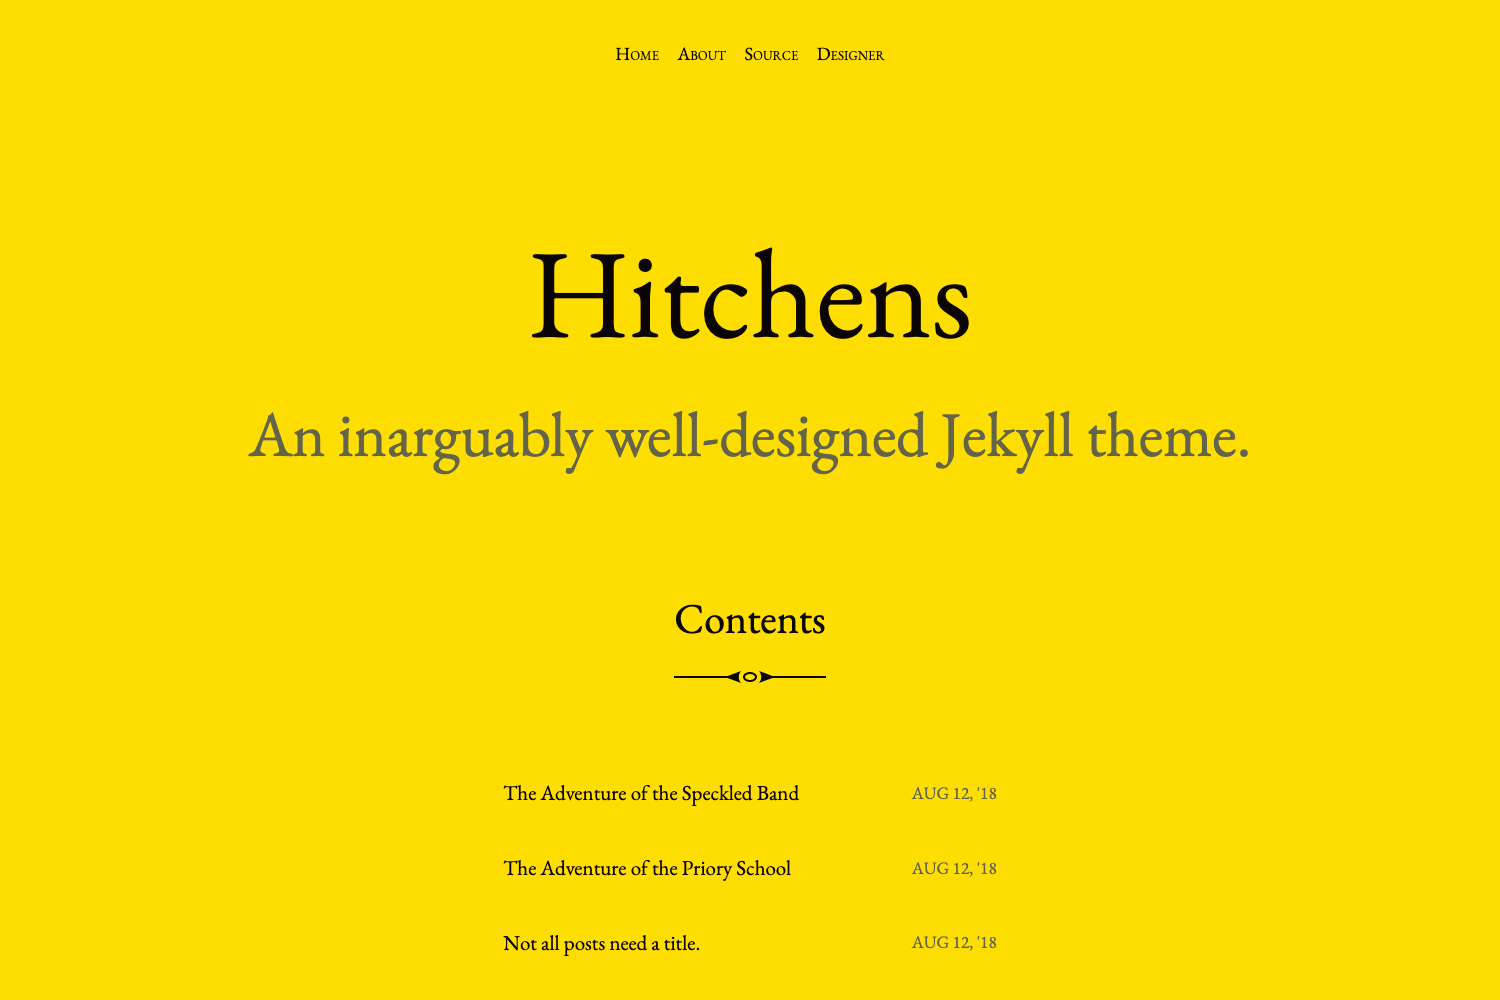 Home About Source Designer
Hitchens
An inarguably well-designed Jekyll theme.
Contents
The Adventure of the Speckled Band AUG 12, '18
The Adventure of the Priory School AUG 12, '18
Not all posts need a title. AUG 12, '18